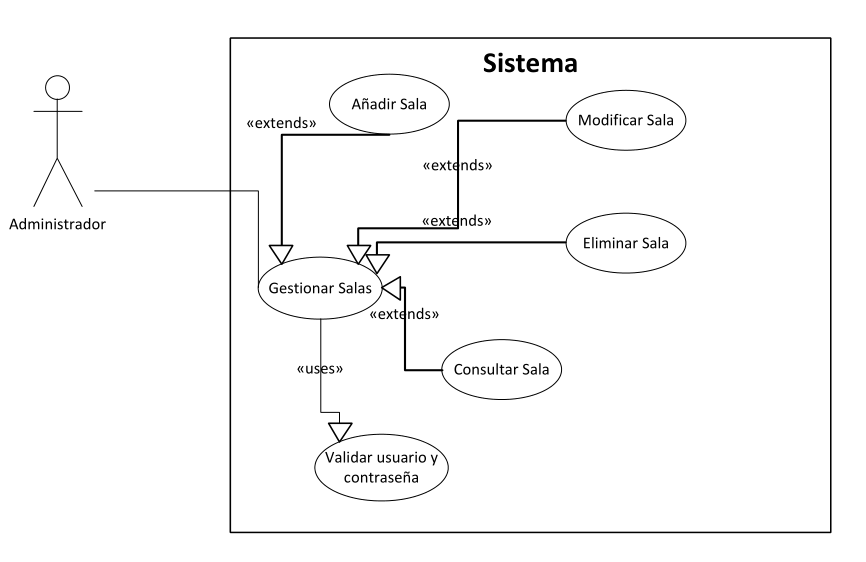 Sistema
Añadir Sala
Modificar Sala
«extends»
«extends»
Administrador
«extends»
Eliminar Sala
Gestionar Salas
«extends»
«uses»
Consultar Sala
Validar usuario y
contraseña